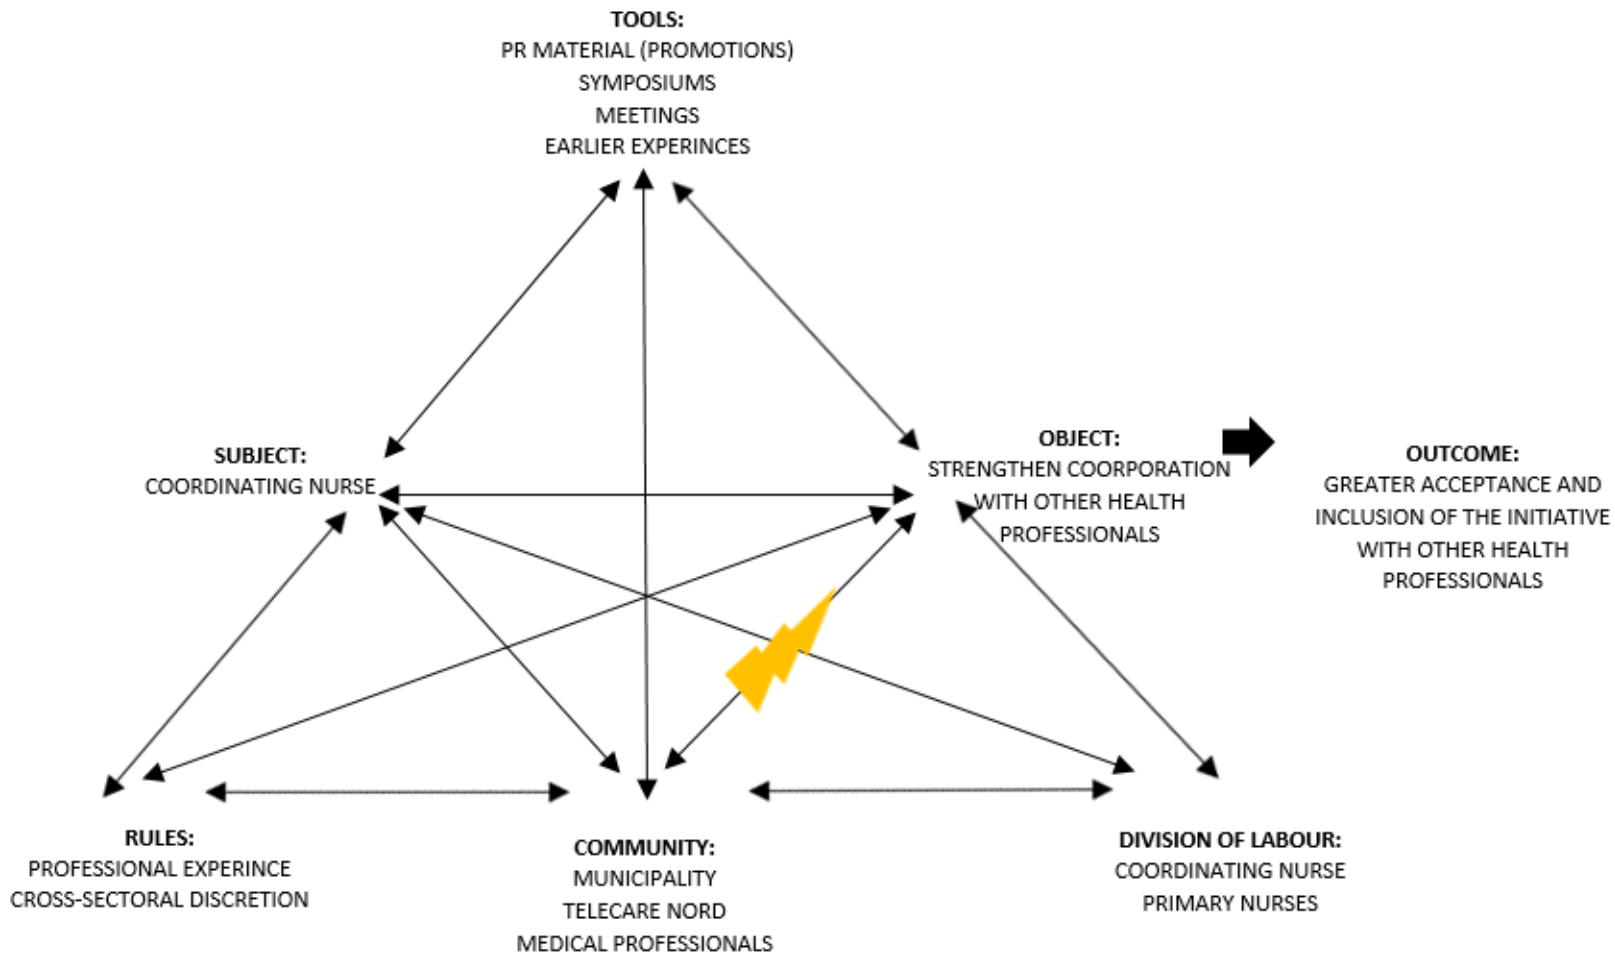 TOOLS:
PR MATERIAL (PROMOTIONS)
SYMPOSIUMS
MEETINGS
EARLIER EXPERINCES
SUBJECT:
COORDINATING NURSE
OBJECT:
STRENGTHEN COORPORATION
WITH OTHER HEALTH
PROFESSIONALS
OUTCOME:
GREATER ACCEPTANCE AND
INCLUSION OF THE INITIATIVE
WITH OTHER HEALTH
PROFESSIONALS
RULES:
PROFESSIONAL EXPERINCE
CROSS-SECTORAL DISCRETION
COMMUNITY:
MUNICIPALITY
TELECARE NORD
MEDICAL PROFESSIONALS
DIVISION OF LABOUR:
COORDINATING NURSE
PRIMARY NURSES